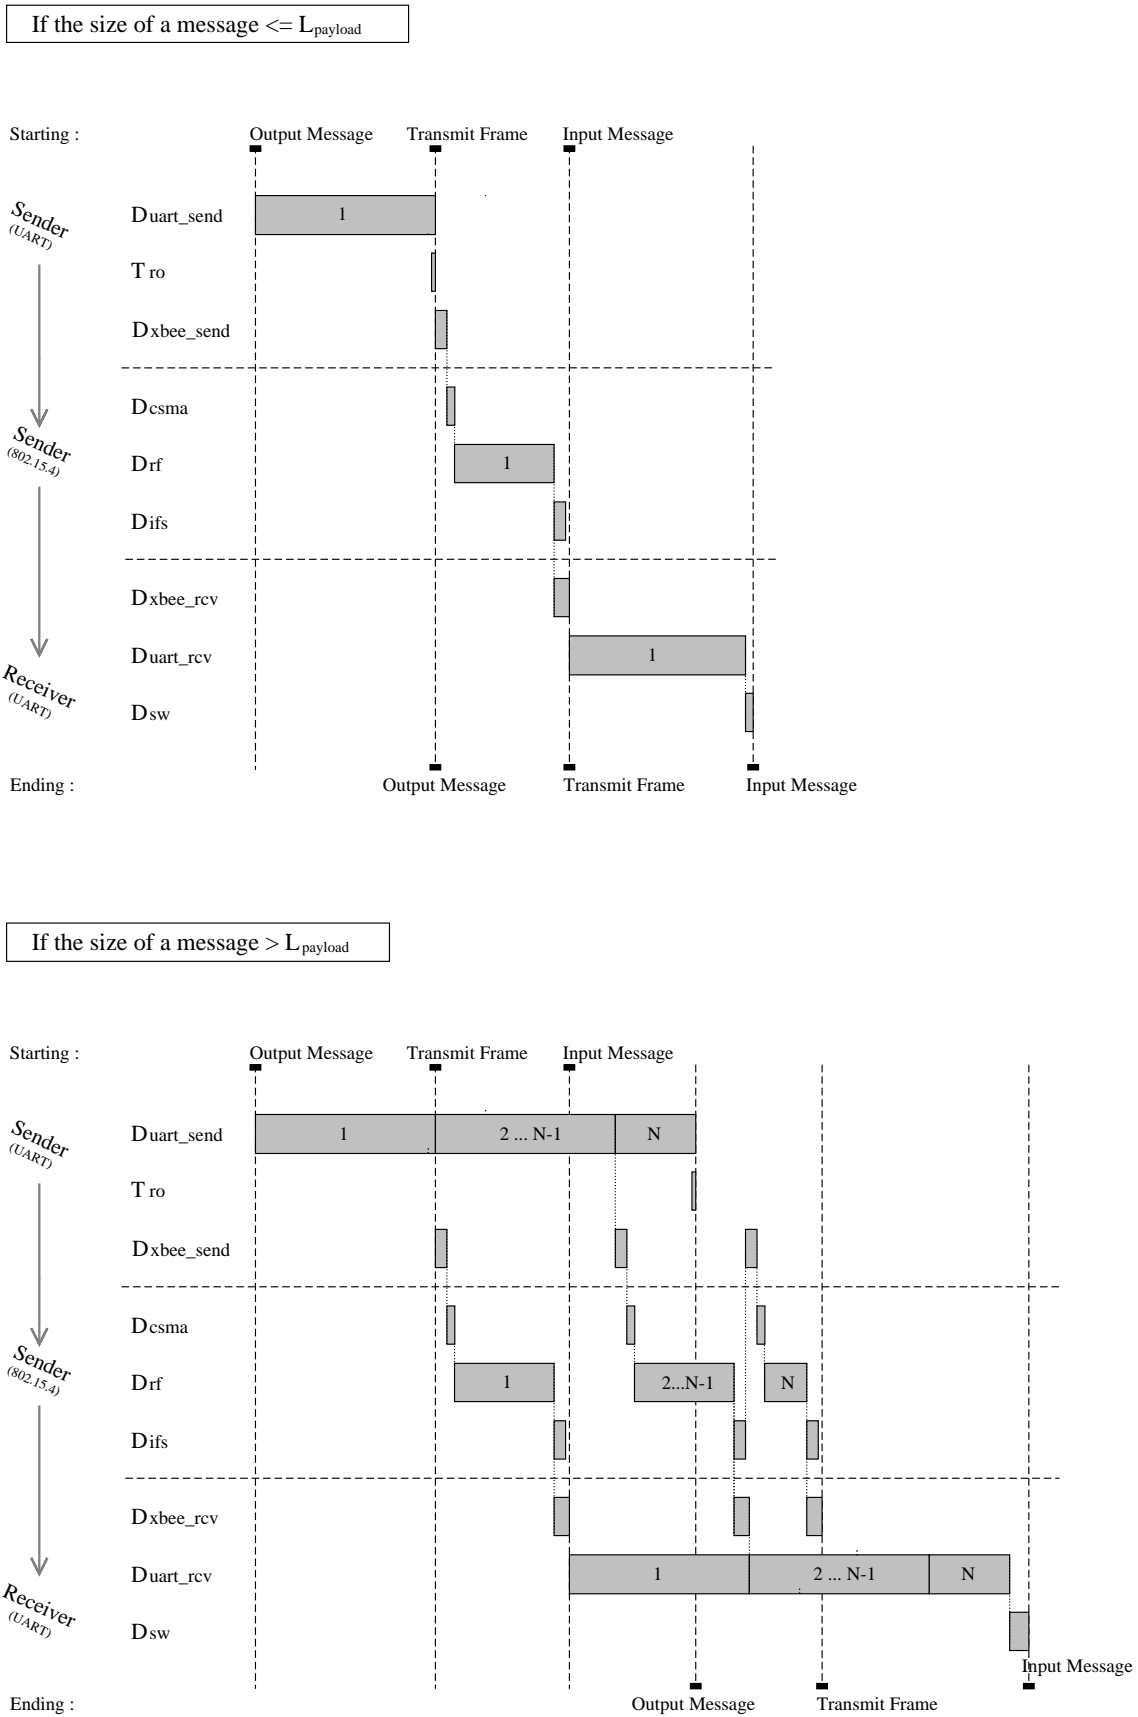 If the size of a message <= Lpayload
Starting : Output Message Transmit Frame Input Message
Sender
(UART)
Duart_send 1
Tro
Dxbee_send
Dcsma
Sender
(802.15.4)
Drf 1
Difs
Dxbee_rcv
Duart_rcv 1
Receiver
(UART)
Dsw
Ending : Output Message Transmit Frame Input Message
If the size of a message > Lpayload
Starting : Output Message Transmit Frame Input Message
Sender
(UART)
Duart_send 1 2 ... N-1 N
Tro
Dxbee_send
Dcsma
Sender
(802.15.4)
Drf 1 2...N-1 N
Difs
Dxbee_rcv
Duart_rcv 1 2 ... N-1 N
Receiver
(UART)
Dsw
Input Message
Ending : Output Message Transmit Frame